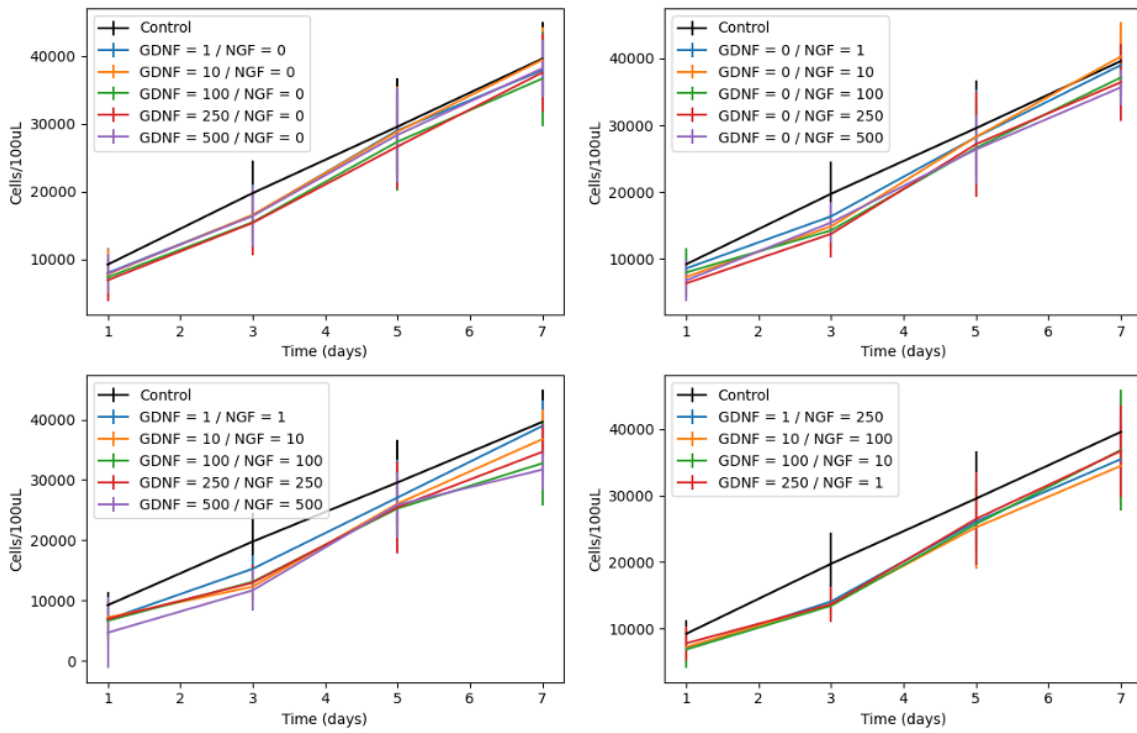 Control
GDNF = 1 / NGF = 0
GDNF = 10 / NGF = 0
GDNF = 100 / NGF = 0
GDNF = 250 / NGF = 0
GDNF = 500 / NGF = 0
40000
30000
20000
10000
Cells/100uL
1 2 3 4 5 6 7
Time (days)
Control
GDNF = 0 / NGF = 1
GDNF = 0 / NGF = 10
GDNF = 0 / NGF = 100
GDNF = 0 / NGF = 250
GDNF = 0 / NGF = 500
40000
30000
20000
10000
Cells/100uL
1 2 3 4 5 6 7
Time (days)
Control
GDNF = 1 / NGF = 1
GDNF = 10 / NGF = 10
GDNF = 100 / NGF = 100
GDNF = 250 / NGF = 250
GDNF = 500 / NGF = 500
40000
30000
20000
10000
0
Cells/100uL
1 2 3 4 5 6 7
Time (days)
Control
GDNF = 1 / NGF = 250
GDNF = 10 / NGF = 100
GDNF = 100 / NGF = 10
GDNF = 250 / NGF = 1
40000
30000
20000
10000
Cells/100uL
1 2 3 4 5 6 7
Time (days)